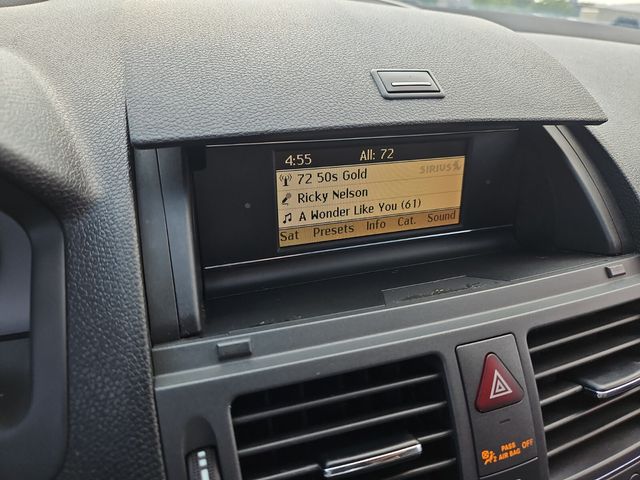 4:55 All: 72
72 50s Gold SIRIUS
Ricky Nelson
A Wonder Like You (61)
Sat Presets Info Cat. Sound
PASS
AIR BAG OFF